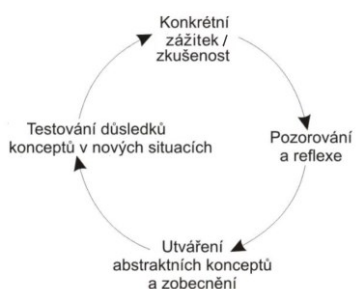 Konkrétní
zážitek /
zkušenost
Pozorování
a reflexe
Utváření
abstraktních konceptů
a zobecnění
Testování důsledků
konceptů v nových situacích